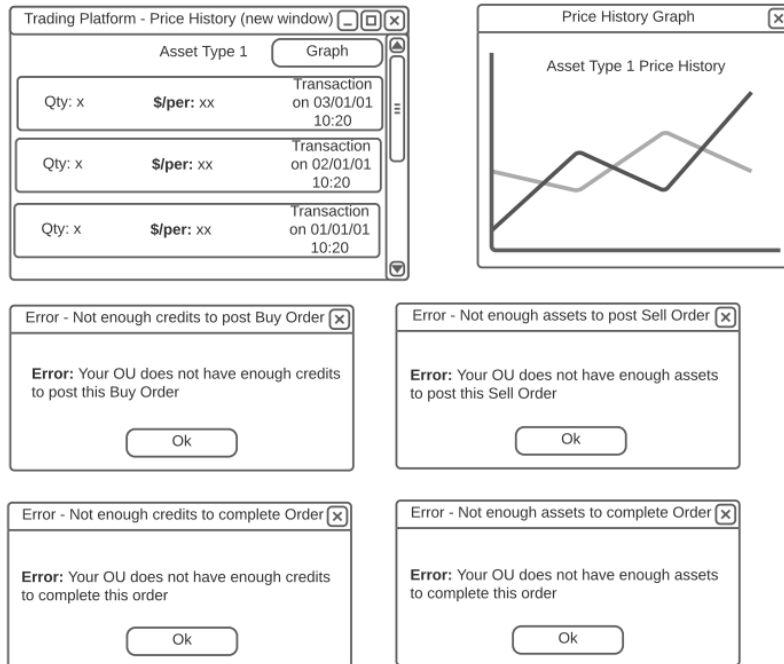 Trading Platform - Price History (new window)
Asset Type 1
Graph
Qty: x
$/per: xx
Transaction
on 03/01/01
10:20
Qty: x
$/per: xx
Transaction
on 02/01/01
10:20
Qty: x
$/per: xx
Transaction
on 01/01/01
10:20
Price History Graph
Asset Type 1 Price History
Error - Not enough credits to post Buy Order
Error: Your OU does not have enough credits
to post this Buy Order
Ok
Error - Not enough assets to post Sell Order
Error: Your OU does not have enough assets
to post this Sell Order
Ok
Error - Not enough credits to complete Order
Error: Your OU does not have enough credits
to complete this order
Ok
Error - Not enough assets to complete Order
Error: Your OU does not have enough assets
to complete this order
Ok